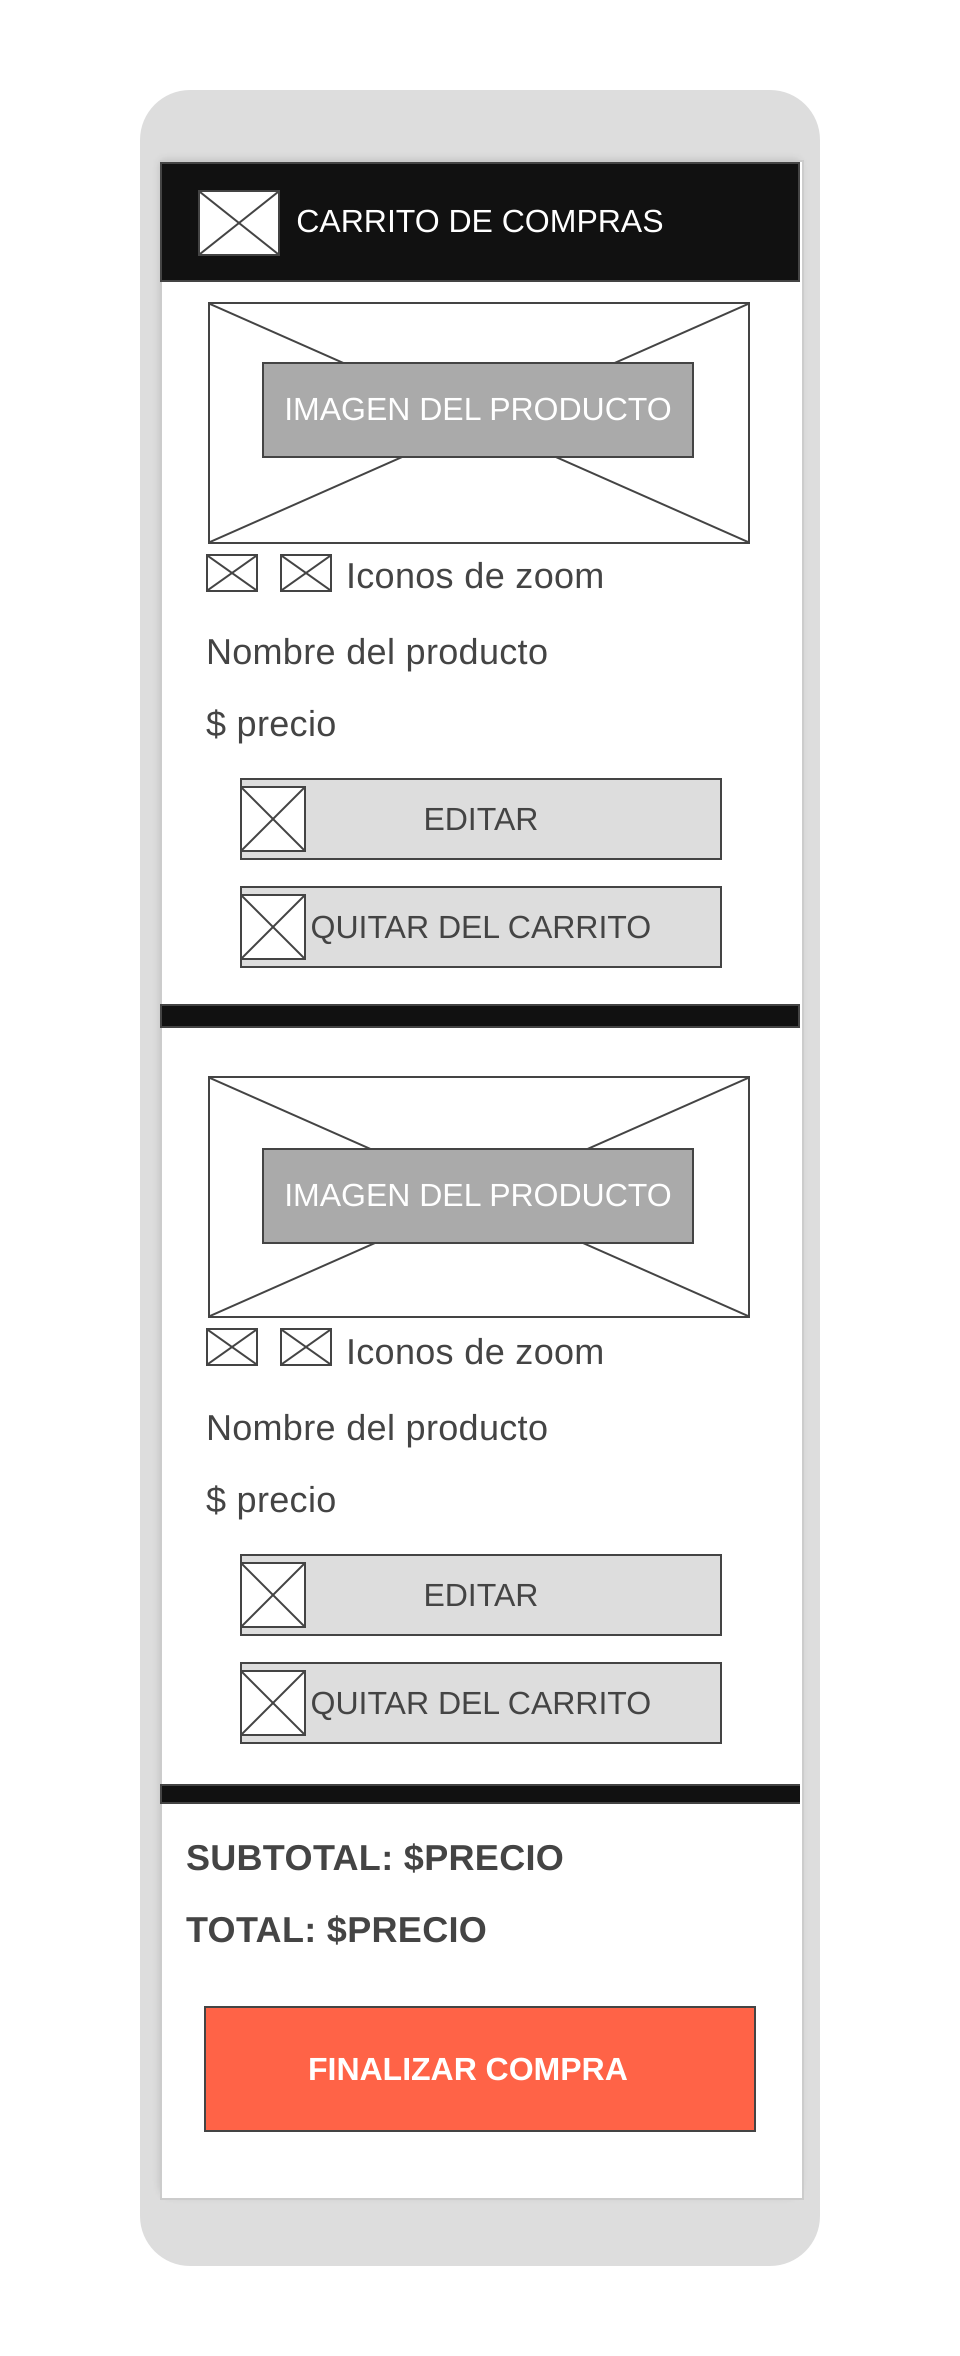 CARRITO DE COMPRAS
IMAGEN DEL PRODUCTO
Iconos de zoom
Nombre del producto
$ precio
EDITAR
QUITAR DEL CARRITO
IMAGEN DEL PRODUCTO
Iconos de zoom
Nombre del producto
$ precio
EDITAR
QUITAR DEL CARRITO
SUBTOTAL: $PRECIO
TOTAL: $PRECIO
FINALIZAR COMPRA